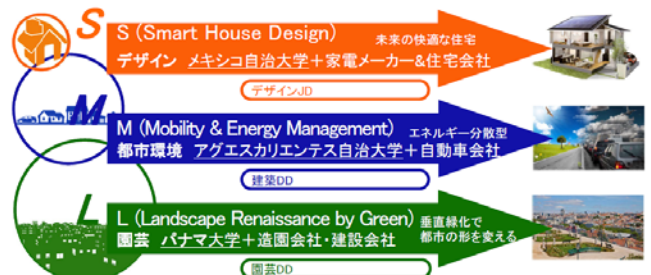 S
S (Smart House Design)
未来の快適な住宅
デザイン メキシコ自治大学+家電メーカー&住宅会社
デザインJD
M
M (Mobility & Energy Management)
エネルギー分散型
都市環境 アグエスカリエンテス自治大学+自動車会社
建築DD
L
L (Landscape Renaissance by Green)
垂直緑化で
都市の形を変える
園芸 パナマ大学+造園会社・建設会社
園芸DD